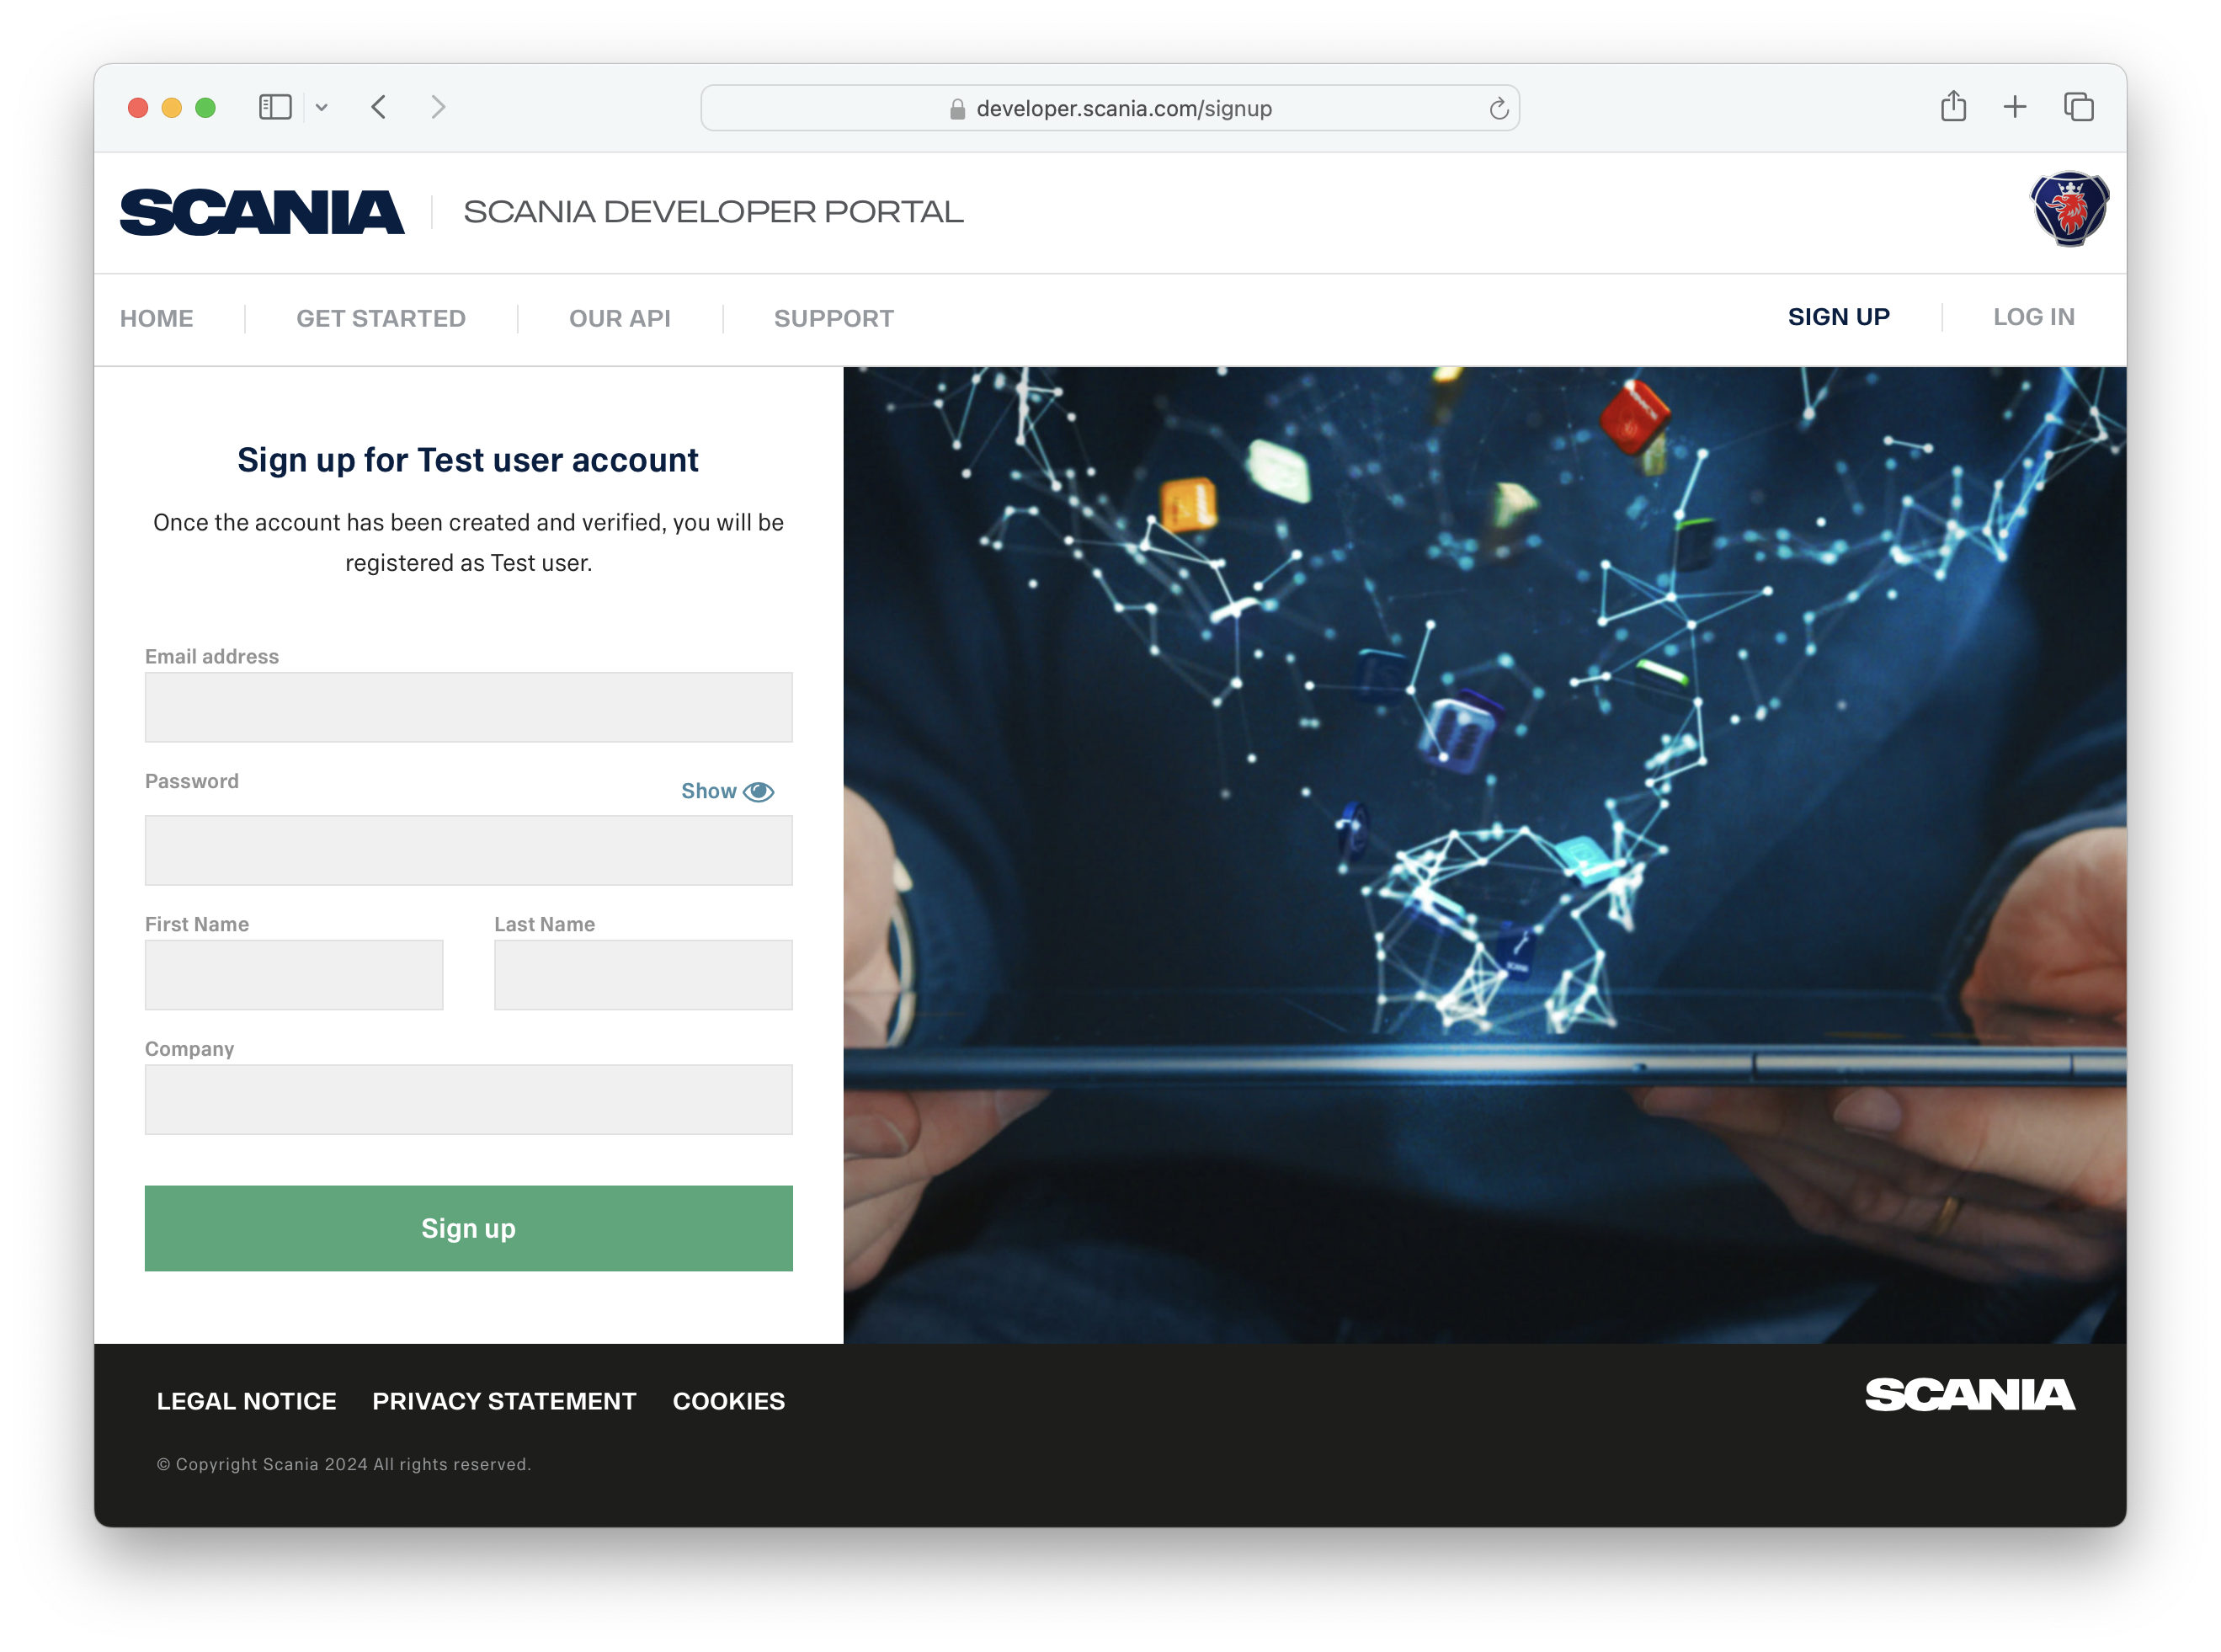 developer.scania.com/signup
SCANIA
SCANIA DEVELOPER PORTAL
HOME
GET STARTED
OUR API
SUPPORT
SIGN UP
LOG IN
Sign up for Test user account
Once the account has been created and verified, you will be
registered as Test user.
Email address
Password
Show
First Name
Last Name
Company
Sign up
LEGAL NOTICE
PRIVACY STATEMENT
COOKIES
SCANIA
© Copyright Scania 2024 All rights reserved.